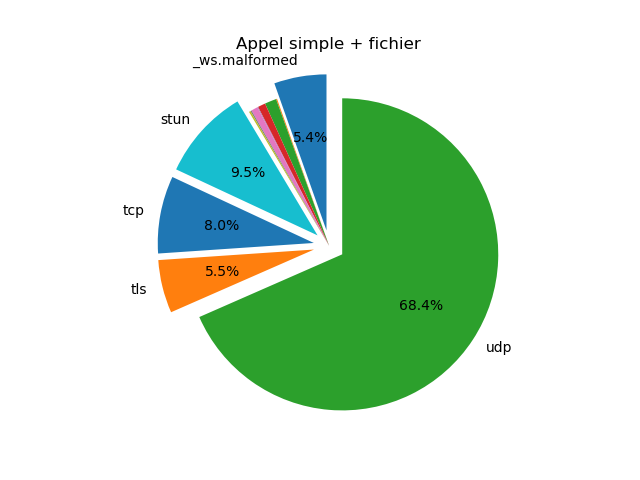 Appel simple + fichier
_ws.malformed
5.4%
stun
9.5%
tcp
8.0%
tls
5.5%
68.4%
udp